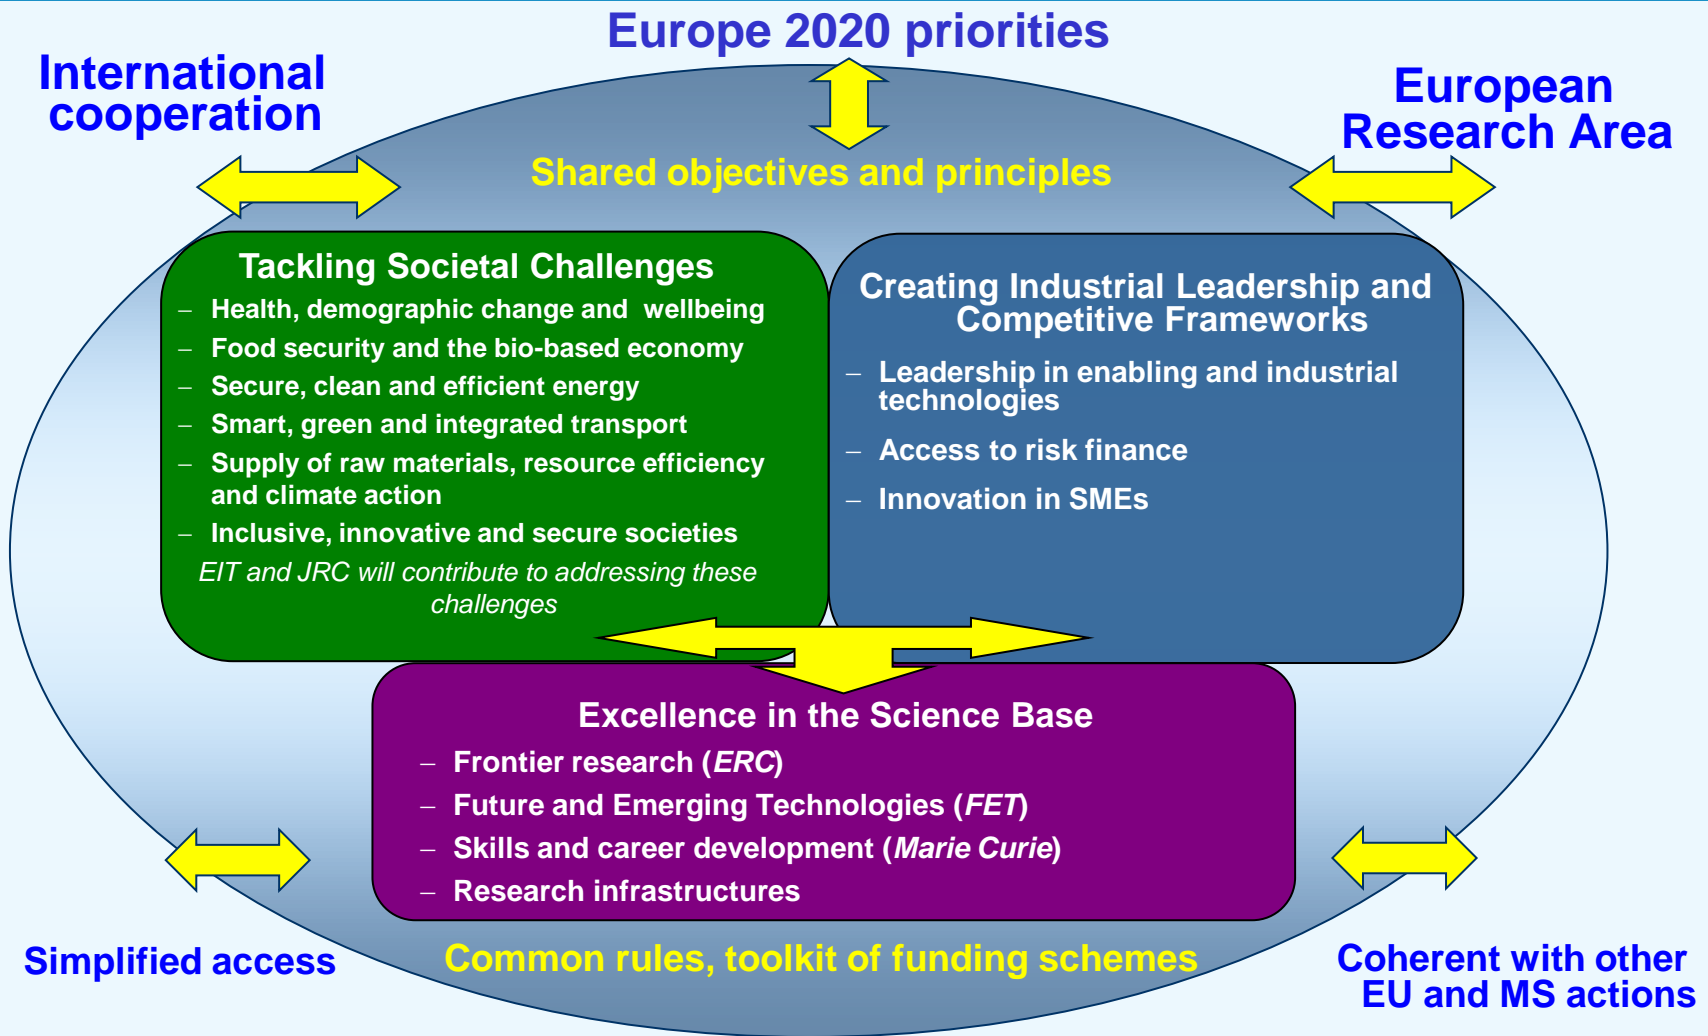 Europe 2020 priorities
International
cooperation
European
Research Area
Shared objectives and principles
Tackling Societal Challenges
– Health, demographic change and wellbeing
– Food security and the bio-based economy
– Secure, clean and efficient energy
– Smart, green and integrated transport
– Supply of raw materials, resource efficiency
and climate action
– Inclusive, innovative and secure societies
EIT and JRC will contribute to addressing these
challenges
Creating Industrial Leadership and
Competitive Frameworks
– Leadership in enabling and industrial
technologies
– Access to risk finance
– Innovation in SMEs
Excellence in the Science Base
– Frontier research (ERC)
– Future and Emerging Technologies (FET)
– Skills and career development (Marie Curie)
– Research infrastructures
Simplified access
Common rules, toolkit of funding schemes
Coherent with other
EU and MS actions